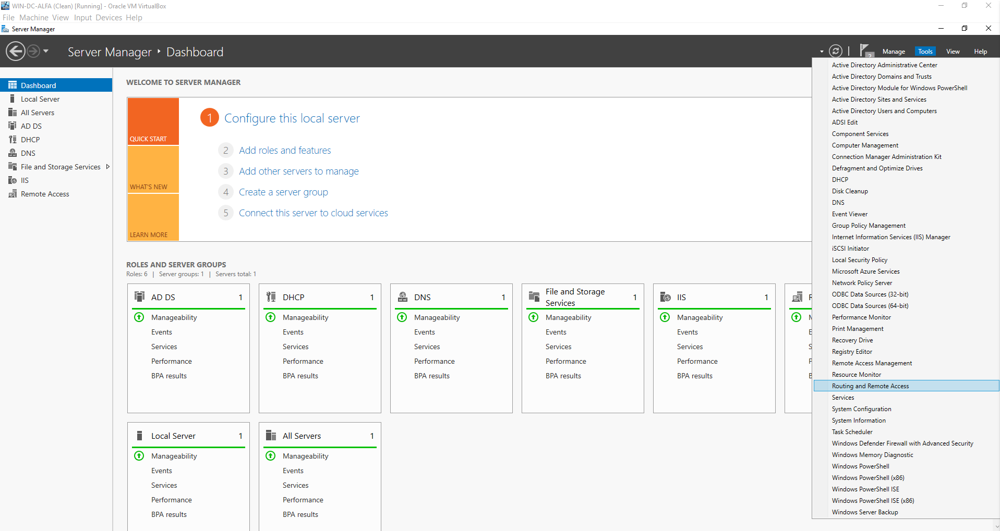 WIN-DC-ALFA (Clean) [Running] - Oracle VM VirtualBox
File Machine View Input Devices Help
Server Manager
Server Manager ‣ Dashboard
2
Manage Tools View Help
Dashboard
Local Server
All Servers
AD DS
DHCP
DNS
File and Storage Services
IIS
Remote Access
WELCOME TO SERVER MANAGER
QUICK START
WHAT'S NEW
LEARN MORE
1 Configure this local server
2 Add roles and features
3 Add other servers to manage
4 Create a server group
5 Connect this server to cloud services
ROLES AND SERVER GROUPS
Roles: 6 | Server groups: 1 | Servers total: 1
AD DS 1
Manageability
Events
Services
Performance
BPA results
DHCP 1
Manageability
Events
Services
Performance
BPA results
DNS 1
Manageability
Events
Services
Performance
BPA results
File and Storage
Services 1
Manageability
Events
Services
Performance
BPA results
IIS 1
Manageability
Events
Services
Performance
BPA results
Local Server 1
Manageability
Events
Services
Performance
BPA results
All Servers 1
Manageability
Events
Services
Performance
BPA results
Active Directory Administrative Center
Active Directory Domains and Trusts
Active Directory Module for Windows PowerShell
Active Directory Sites and Services
Active Directory Users and Computers
ADSI Edit
Component Services
Computer Management
Connection Manager Administration Kit
Defragment and Optimize Drives
DHCP
Disk Cleanup
DNS
Event Viewer
Group Policy Management
Internet Information Services (IIS) Manager
iSCSI Initiator
Local Security Policy
Microsoft Azure Services
Network Policy Server
ODBC Data Sources (32-bit)
ODBC Data Sources (64-bit)
Performance Monitor
Print Management
Recovery Drive
Registry Editor
Remote Access Management
Resource Monitor
Routing and Remote Access
Services
System Configuration
System Information
Task Scheduler
Windows Defender Firewall with Advanced Security
Windows Memory Diagnostic
Windows PowerShell
Windows PowerShell (x86)
Windows PowerShell ISE
Windows PowerShell ISE (x86)
Windows Server Backup